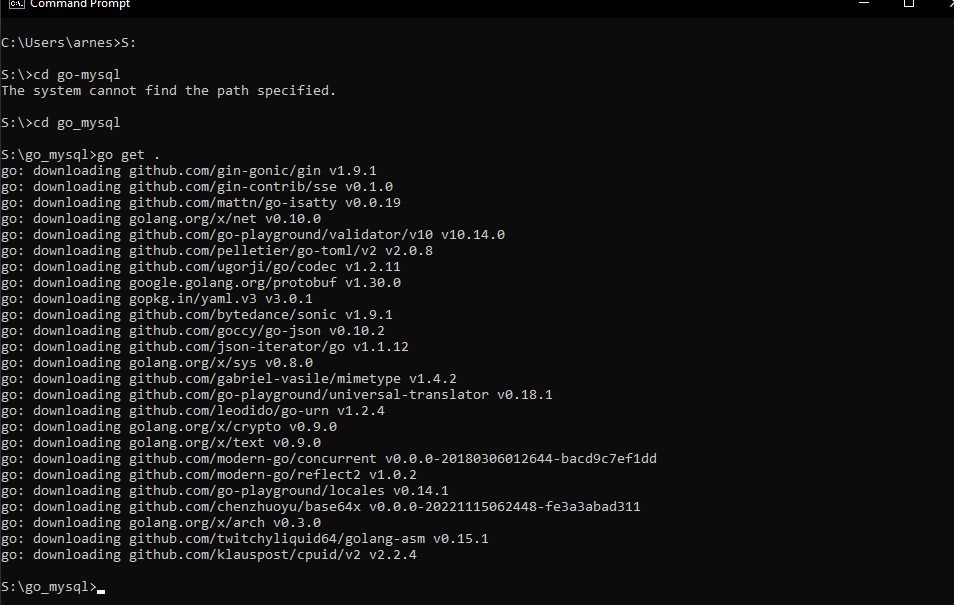 Command Prompt
C:\Users\arnes>S:
S:\>cd go-mysql
The system cannot find the path specified.
S:\>cd go_mysql
S:\go_mysql>go get .
go: downloading github.com/gin-gonic/gin v1.9.1
go: downloading github.com/gin-contrib/sse v0.1.0
go: downloading github.com/mattn/go-isatty v0.0.19
go: downloading golang.org/x/net v0.10.0
go: downloading github.com/go-playground/validator/v10 v10.14.0
go: downloading github.com/pelletier/go-toml/v2 v2.0.8
go: downloading github.com/ugorji/go/codec v1.2.11
go: downloading google.golang.org/protobuf v1.30.0
go: downloading gopkg.in/yaml.v3 v3.0.1
go: downloading github.com/bytedance/sonic v1.9.1
go: downloading github.com/goccy/go-json v0.10.2
go: downloading github.com/json-iterator/go v1.1.12
go: downloading golang.org/x/sys v0.8.0
go: downloading github.com/gabriel-vasile/mimetype v1.4.2
go: downloading github.com/go-playground/universal-translator v0.18.1
go: downloading github.com/leodido/go-urn v1.2.4
go: downloading golang.org/x/crypto v0.9.0
go: downloading golang.org/x/text v0.9.0
go: downloading github.com/modern-go/concurrent v0.0.0-20180306012644-bacd9c7ef1dd
go: downloading github.com/modern-go/reflect2 v1.0.2
go: downloading github.com/go-playground/locales v0.14.1
go: downloading github.com/chenzhuoyu/base64x v0.0.0-20221115062448-fe3a3abad311
go: downloading golang.org/x/arch v0.3.0
go: downloading github.com/twitchyliquid64/golang-asm v0.15.1
go: downloading github.com/klauspost/cpuid/v2 v2.2.4
S:\go_mysql>